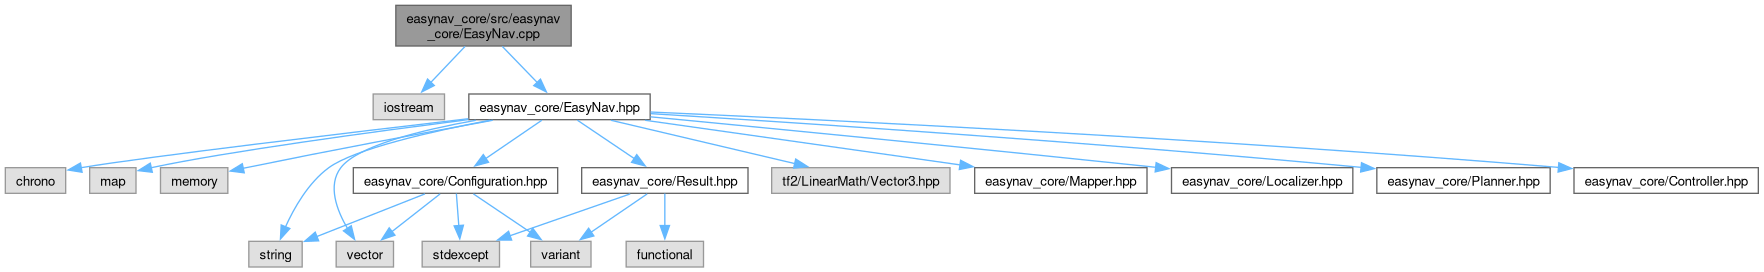 easynav_core/src/easynav
_core/EasyNav.cpp
iostream
easynav_core/EasyNav.hpp
chrono
map
memory
easynav_core/Configuration.hpp
easynav_core/Result.hpp
tf2/LinearMath/Vector3.hpp
easynav_core/Mapper.hpp
easynav_core/Localizer.hpp
easynav_core/Planner.hpp
easynav_core/Controller.hpp
string
vector
stdexcept
variant
functional